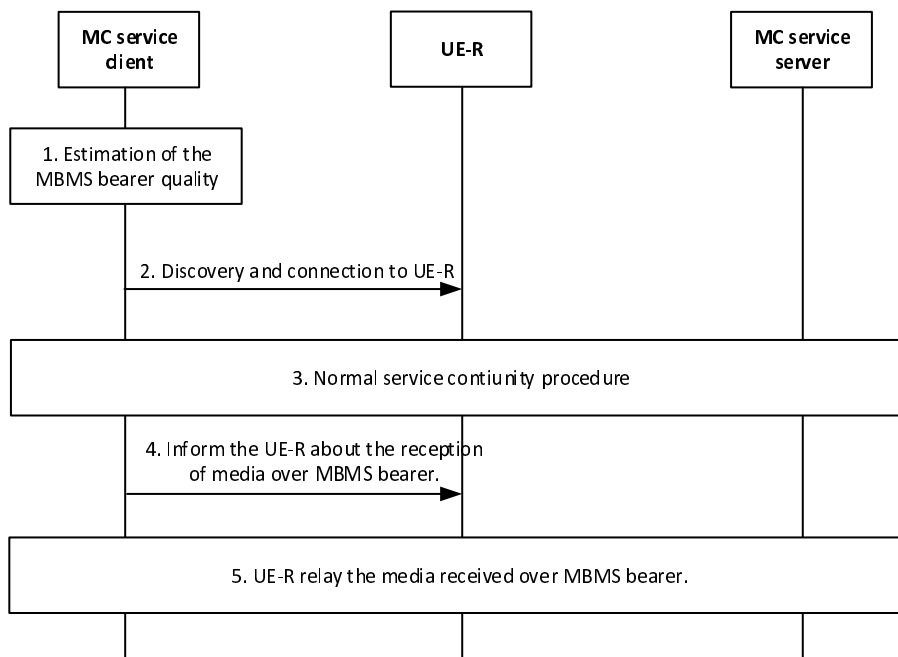 MC service
client
UE-R
MC service
server
1. Estimation of the
MBMS bearer quality
2. Discovery and connection to UE-R
3. Normal service contiunity procedure
4. Inform the UE-R about the reception
of media over MBMS bearer.
5. UE-R relay the media received over MBMS bearer.